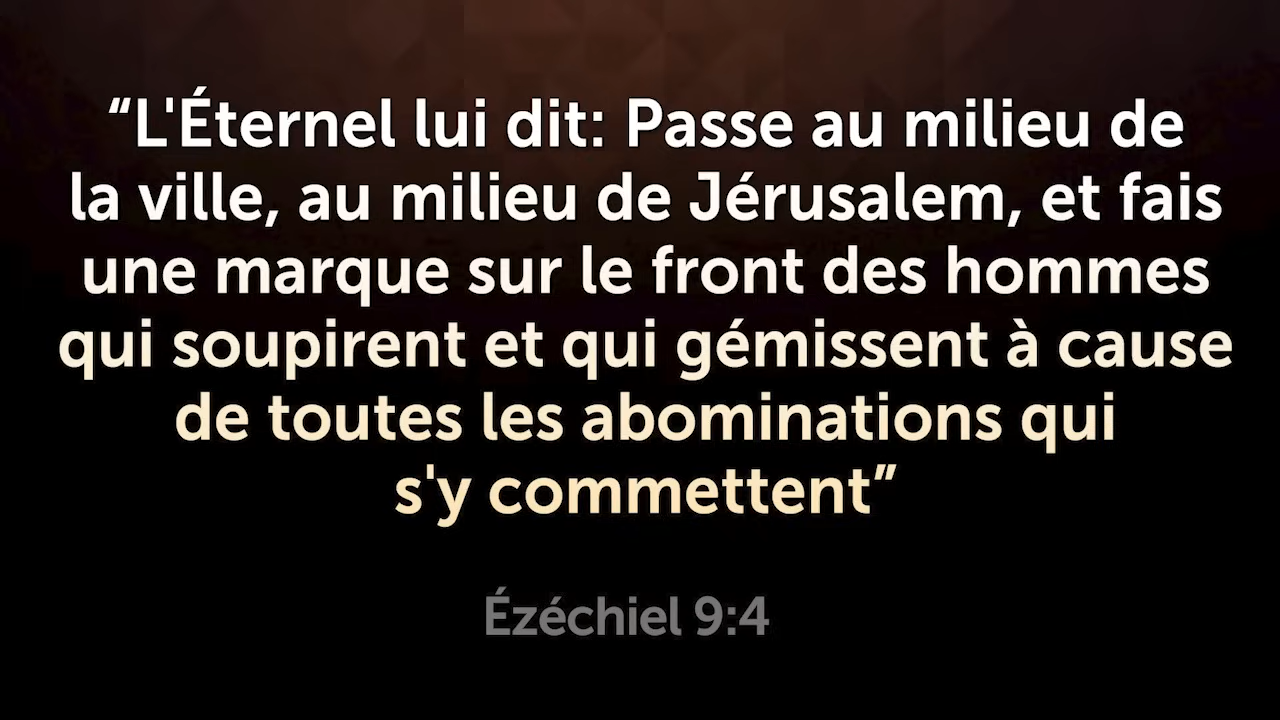 “L'Éternel lui dit: Passe au milieu de
la ville, au milieu de Jérusalem, et fais
une marque sur le front des hommes
qui soupirent et qui gémissent à cause
de toutes les abominations qui
s'y commettent”
Ézéchiel 9:4